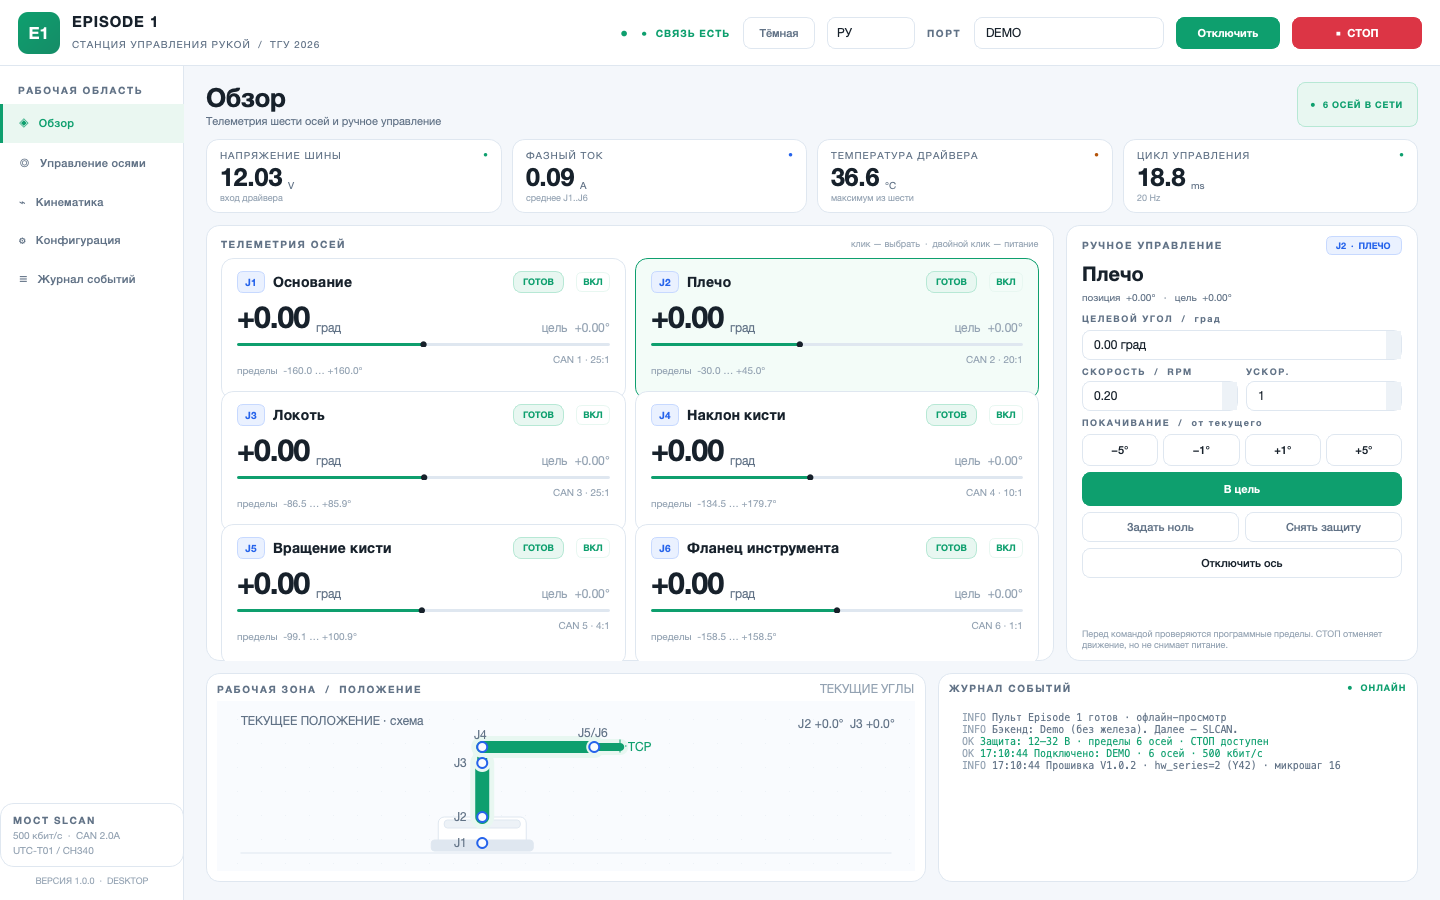 E1
EPISODE 1
СТАНЦИЯ УПРАВЛЕНИЯ РУКОЙ / ТГУ 2026
СВЯЗЬ ЕСТЬ
Тёмная
РУ
ПОРТ
DEMO
Отключить
СТОП
РАБОЧАЯ ОБЛАСТЬ
Обзор
Управление осями
Кинематика
Конфигурация
Журнал событий
МОСТ SLCAN
500 кбит/с · CAN 2.0A
UTC-T01 / CH340
ВЕРСИЯ 1.0.0 · DESKTOP
Обзор
Телеметрия шести осей и ручное управление
6 ОСЕЙ В СЕТИ
НАПРЯЖЕНИЕ ШИНЫ
12.03 V
вход драйвера
ФАЗНЫЙ ТОК
0.09 A
среднее J1..J6
ТЕМПЕРАТУРА ДРАЙВЕРА
36.6 °C
максимум из шести
ЦИКЛ УПРАВЛЕНИЯ
18.8 ms
20 Hz
ТЕЛЕМЕТРИЯ ОСЕЙ
клик — выбрать · двойной клик — питание
J1 Основание ГОТОВ ВКЛ
+0.00 град цель +0.00°
CAN 1 · 25:1
пределы -160.0 … +160.0°
J2 Плечо ГОТОВ ВКЛ
+0.00 град цель +0.00°
CAN 2 · 20:1
пределы -30.0 … +45.0°
J3 Локоть ГОТОВ ВКЛ
+0.00 град цель +0.00°
CAN 3 · 25:1
пределы -86.5 … +85.9°
J4 Наклон кисти ГОТОВ ВКЛ
+0.00 град цель +0.00°
CAN 4 · 10:1
пределы -134.5 … +179.7°
J5 Вращение кисти ГОТОВ ВКЛ
+0.00 град цель +0.00°
CAN 5 · 4:1
пределы -99.1 … +100.9°
J6 Фланец инструмента ГОТОВ ВКЛ
+0.00 град цель +0.00°
CAN 6 · 1:1
пределы -158.5 … +158.5°
РУЧНОЕ УПРАВЛЕНИЕ
J2 · ПЛЕЧО
Плечо
позиция +0.00° · цель +0.00°
ЦЕЛЕВОЙ УГОЛ / град
0.00 град
СКОРОСТЬ / RPM УСКОР.
0.20 1
ПОКАЧИВАНИЕ / от текущего
−5° −1° +1° +5°
В цель
Задать ноль Снять защиту
Отключить ось
Перед командой проверяются программные пределы. СТОП отменяет
движение, но не снимает питание.
РАБОЧАЯ ЗОНА / ПОЛОЖЕНИЕ
ТЕКУЩИЕ УГЛЫ
ТЕКУЩЕЕ ПОЛОЖЕНИЕ · схема
J2 +0.0° J3 +0.0°
J4
J5/J6
TCP
J3
J2
J1
ЖУРНАЛ СОБЫТИЙ
ОНЛАЙН
INFO Пульт Episode 1 готов · офлайн-просмотр
INFO Бэкенд: Demo (без железа). Далее — SLCAN.
OK Защита: 12–32 В · пределы 6 осей · СТОП доступен
OK 17:10:44 Подключено: DEMO · 6 осей · 500 кбит/с
INFO 17:10:44 Прошивка V1.0.2 · hw_series=2 (Y42) · микрошаг 16